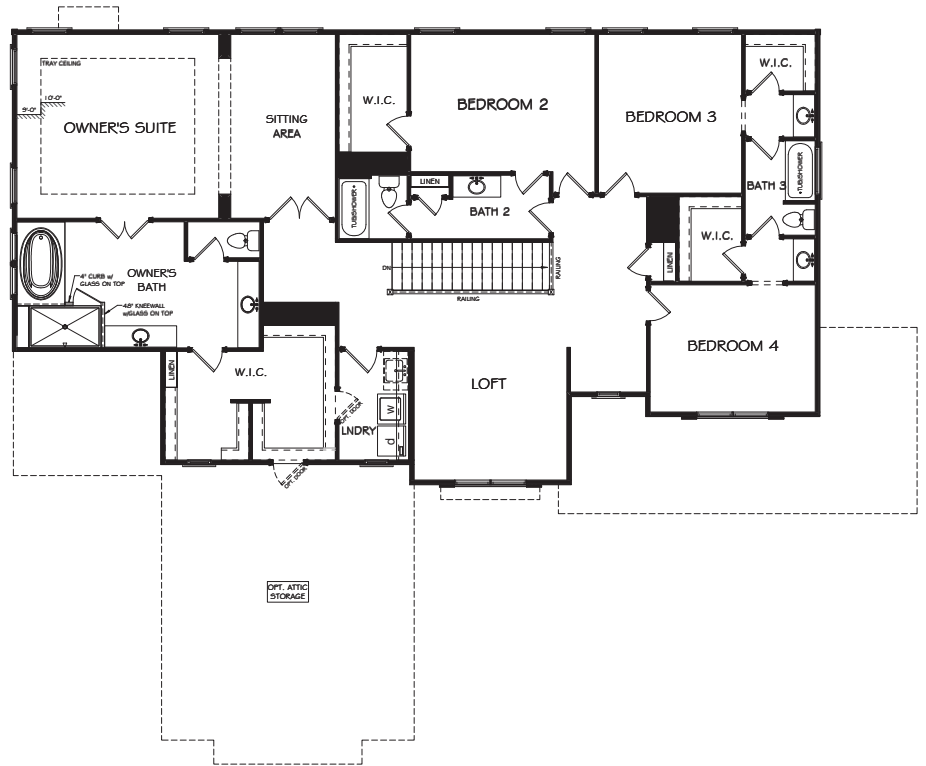 TRAY CEILING
10'-0"
9'-0"
OWNER'S SUITE
SITTING
AREA
W.I.C.
BEDROOM 2
BEDROOM 3
W.I.C.
TUB/SHOWER
LINEN
BATH 2
BATH 3
TUB/SHOWER
W.I.C.
LINEN
DN
RAILING
RAILING
OWNER'S
BATH
4" CURB w/
GLASS ON TOP
48" KNEEWALL
w/GLASS ON TOP
LINEN
W.I.C.
OPT. DOOR
W
d
LNDRY
LOFT
BEDROOM 4
OPT. DOOR
OPT. ATTIC
STORAGE